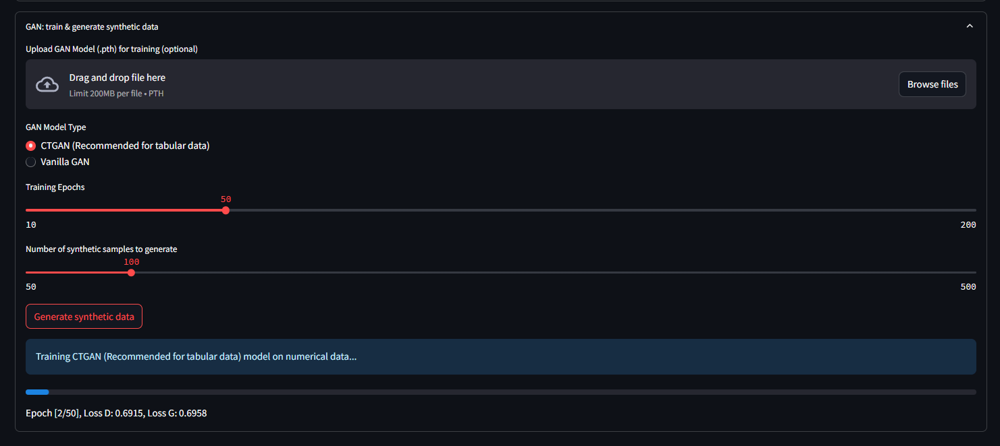 GAN: train & generate synthetic data
Upload GAN Model (.pth) for training (optional)
Drag and drop file here
Limit 200MB per file • PTH
Browse files
GAN Model Type
CTGAN (Recommended for tabular data)
Vanilla GAN
Training Epochs
50
10
200
Number of synthetic samples to generate
100
50
500
Generate synthetic data
Training CTGAN (Recommended for tabular data) model on numerical data...
Epoch [2/50], Loss D: 0.6915, Loss G: 0.6958